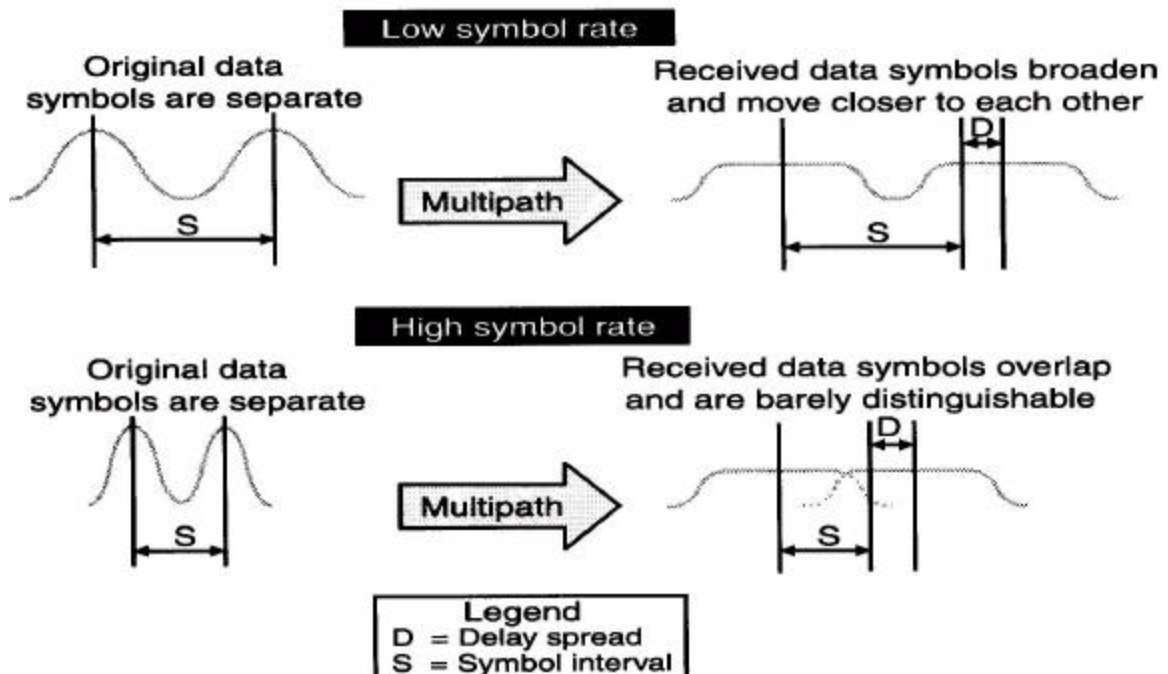 Low symbol rate
Original data
symbols are separate
Received data symbols broaden
and move closer to each other
D
S
Multipath
S
High symbol rate
Original data
symbols are separate
Received data symbols overlap
and are barely distinguishable
D
S
Multipath
S
Legend
D = Delay spread
S = Symbol interval